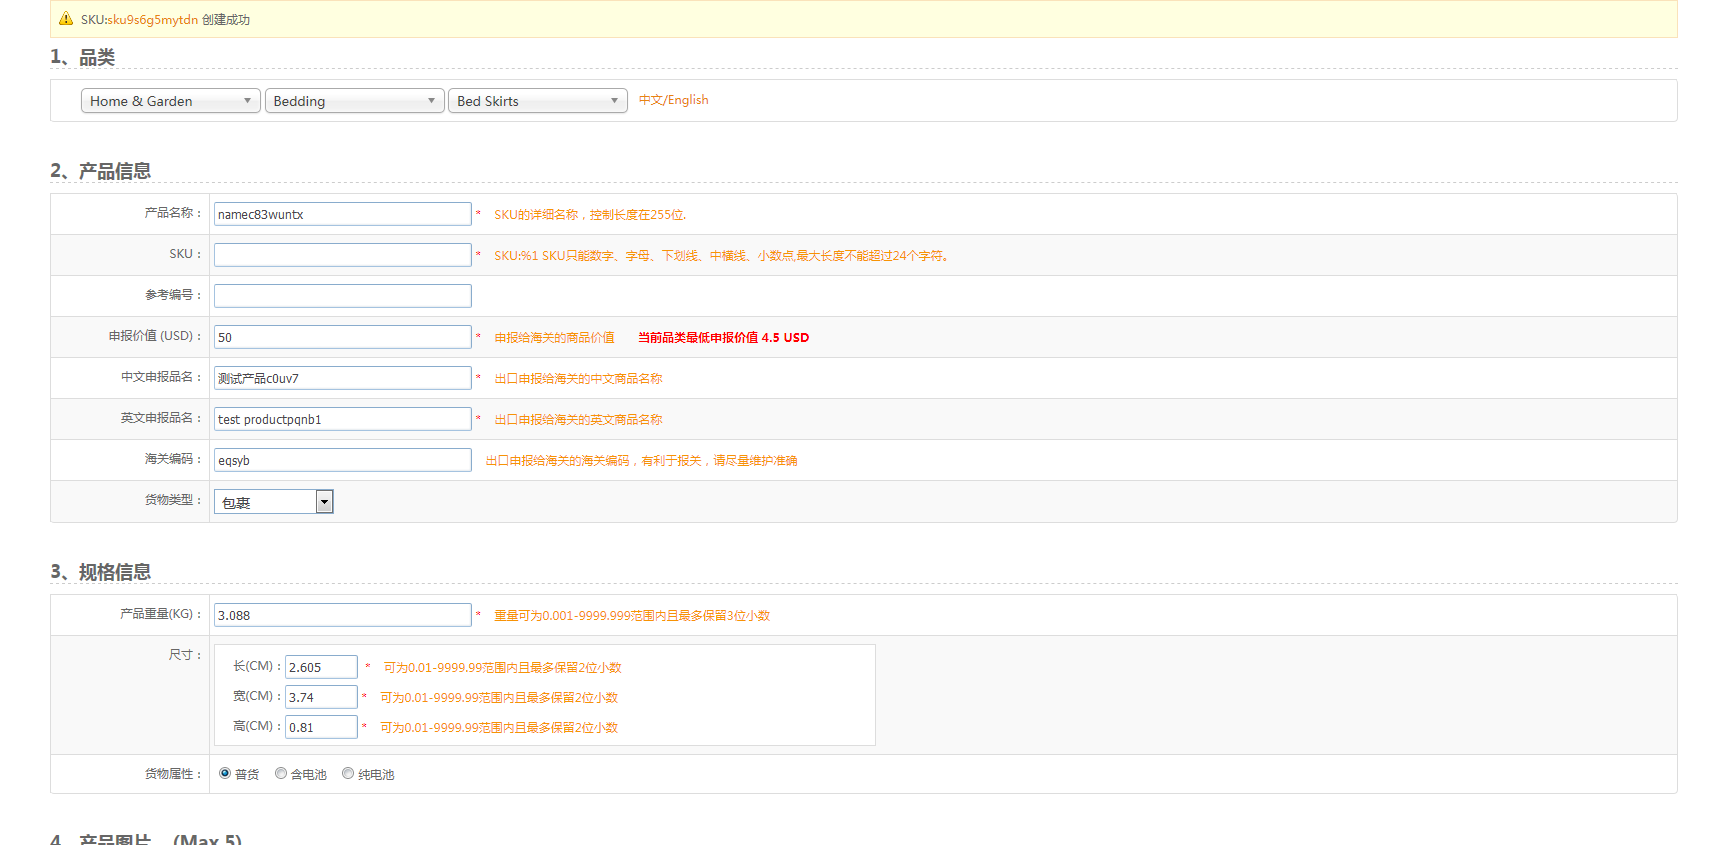 SKU:sku9s6g5mytdn 创建成功
1、品类
Home & Garden Bedding Bed Skirts 中文/English
2、产品信息
产品名称： namec83wuntx * SKU的详细名称，控制长度在255位.
SKU： * SKU:%1 SKU只能数字、字母、下划线、中横线、小数点,最大长度不能超过24个字符。
参考编号：
申报价值 (USD)： 50 * 申报给海关的商品价值 当前品类最低申报价值 4.5 USD
中文申报品名： 测试产品c0uv7 * 出口申报给海关的中文商品名称
英文申报品名： test productpqnb1 * 出口申报给海关的英文商品名称
海关编码： eqsyb 出口申报给海关的海关编码，有利于报关，请尽量维护准确
货物类型： 包裹
3、规格信息
产品重量(KG)： 3.088 * 重量可为0.001-9999.999范围内且最多保留3位小数
尺寸：
长(CM)： 2.605 * 可为0.01-9999.99范围内且最多保留2位小数
宽(CM)： 3.74 * 可为0.01-9999.99范围内且最多保留2位小数
高(CM)： 0.81 * 可为0.01-9999.99范围内且最多保留2位小数
货物属性： 普货 含电池 纯电池
4、产品图片 (Max 5)